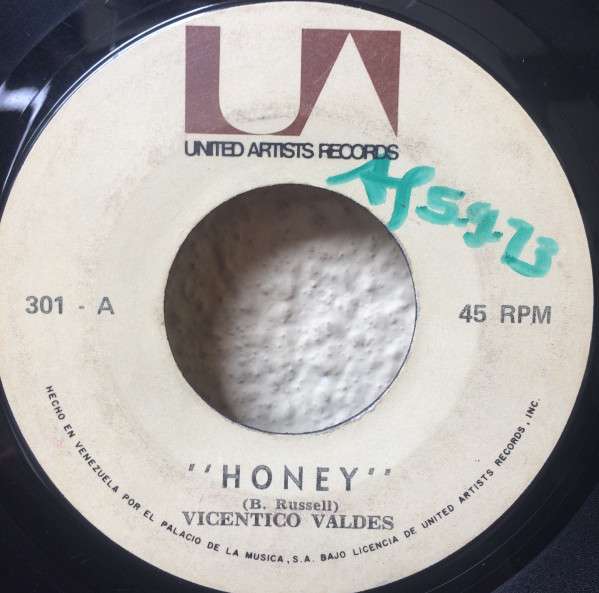 UA
UNITED ARTISTS RECORDS
301 - A
45 RPM
"HONEY"
(B. Russell)
VICENTICO VALDES
HECHO EN VENEZUELA POR EL PALACIO DE LA MUSICA, S.A. BAJO LICENCIA DE UNITED ARTISTS RECORDS, INC.